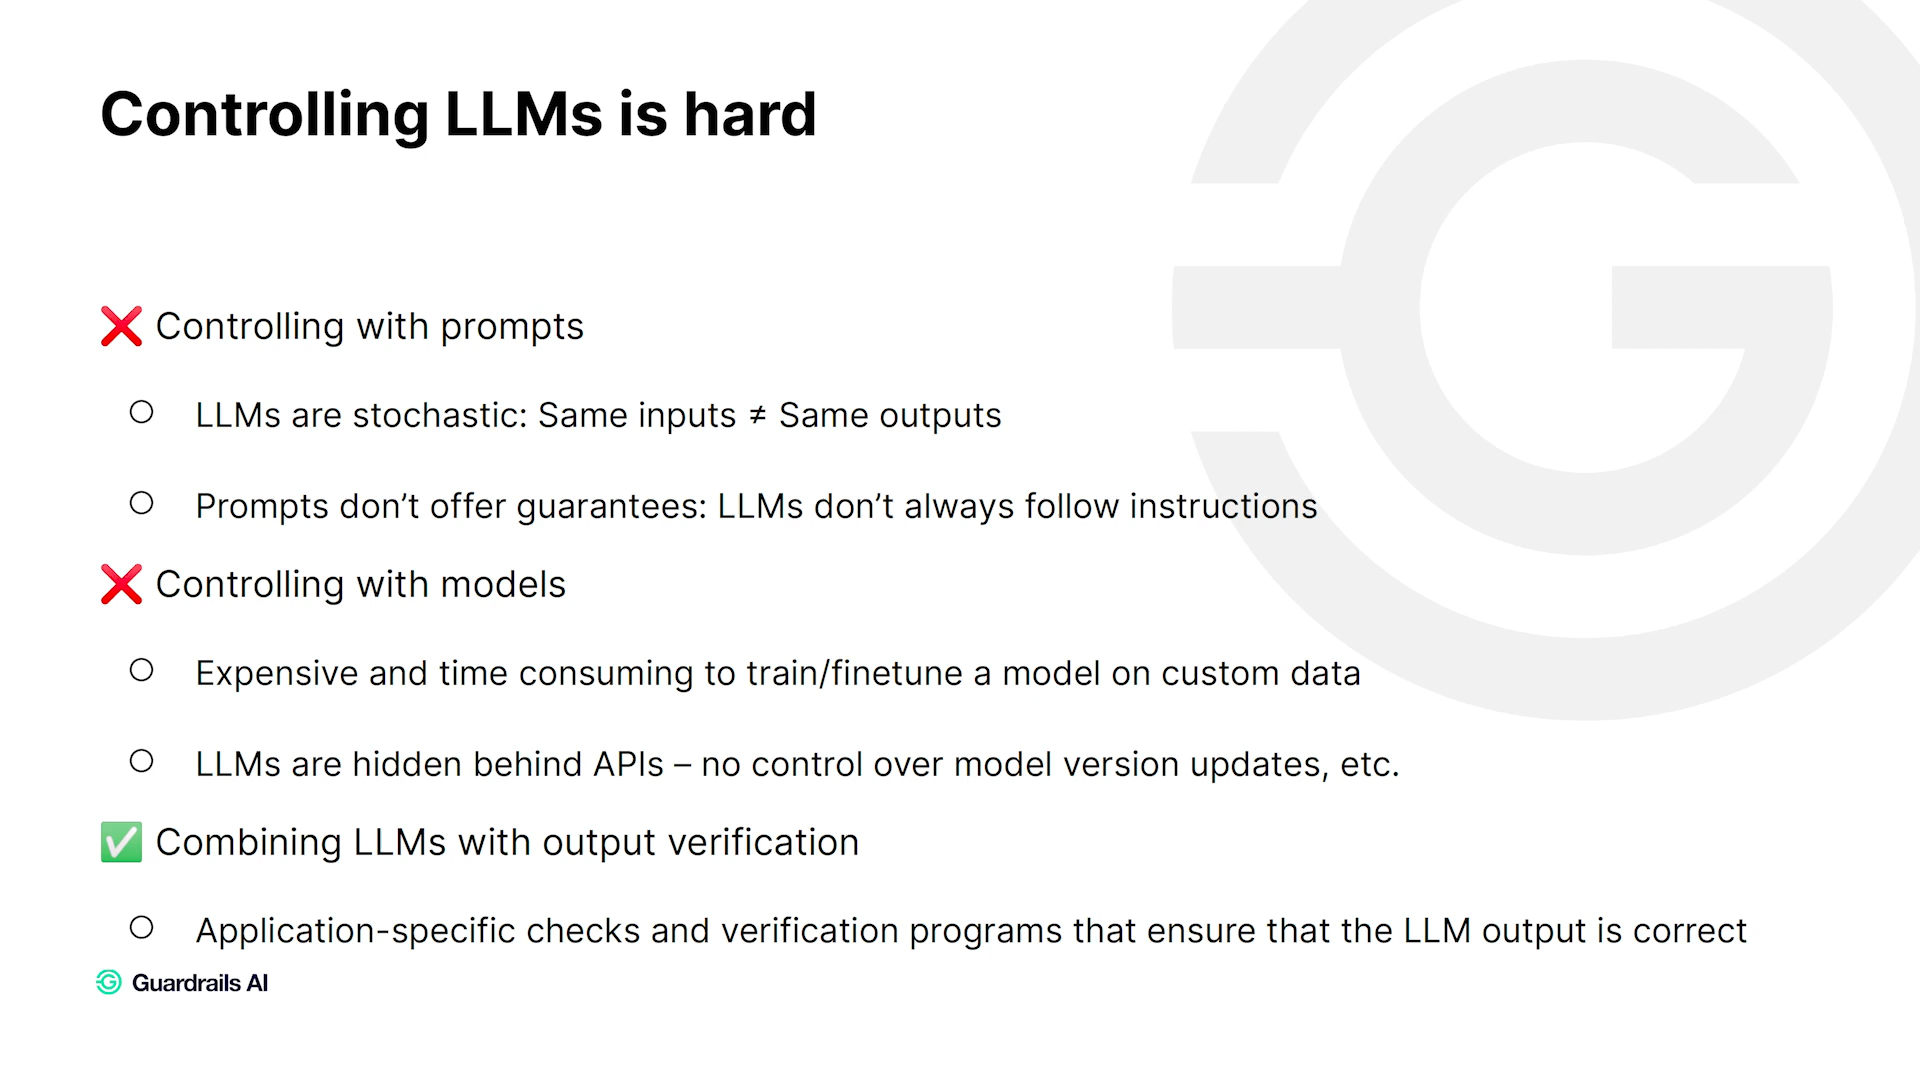 Controlling LLMs is hard
❌ Controlling with prompts
○ LLMs are stochastic: Same inputs ≠ Same outputs
○ Prompts don’t offer guarantees: LLMs don’t always follow instructions
❌ Controlling with models
○ Expensive and time consuming to train/finetune a model on custom data
○ LLMs are hidden behind APIs – no control over model version updates, etc.
✅ Combining LLMs with output verification
○ Application-specific checks and verification programs that ensure that the LLM output is correct
Guardrails AI